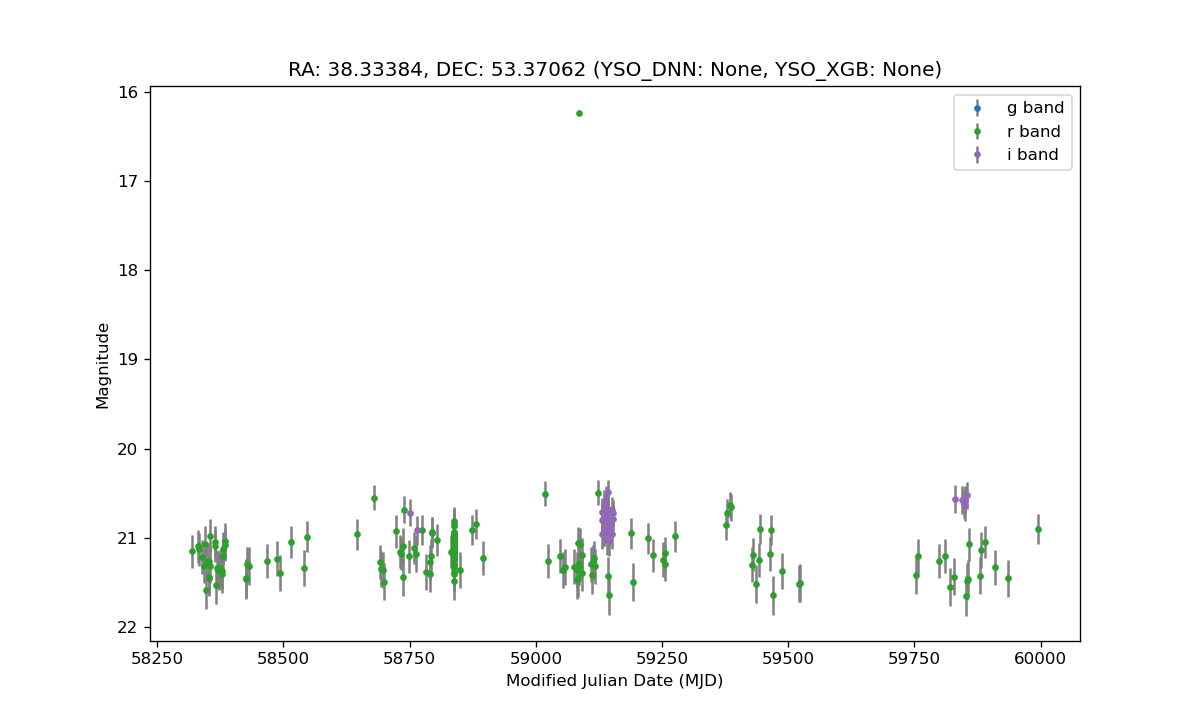 RA: 38.33384, DEC: 53.37062 (YSO_DNN: None, YSO_XGB: None)
g band
r band
i band
16
17
18
19
20
21
22
Magnitude
58250 58500 58750 59000 59250 59500 59750 60000
Modified Julian Date (MJD)